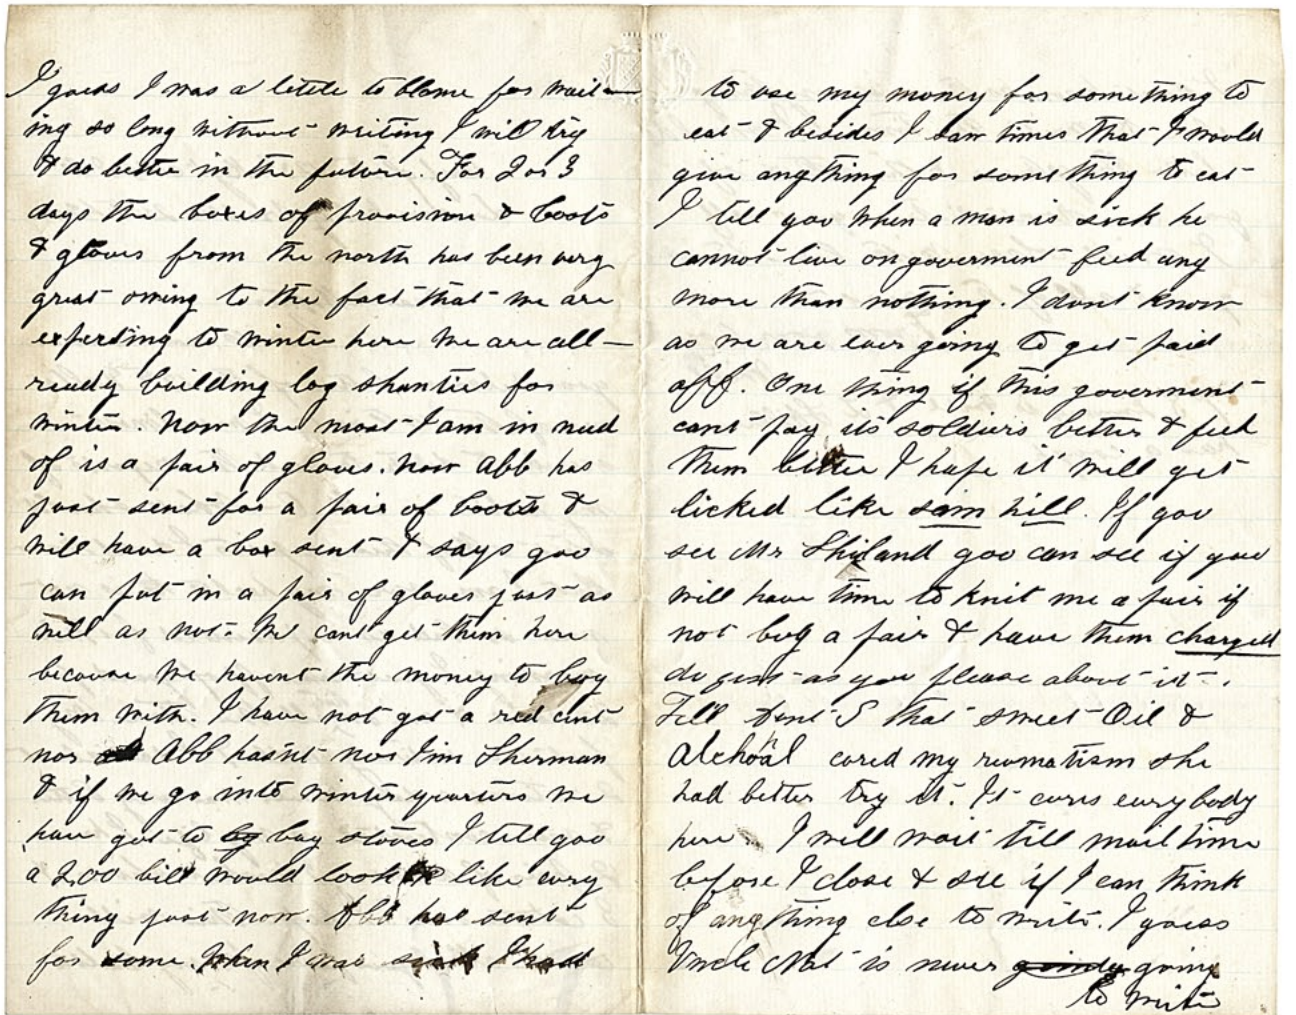 I guess I was a little to blame for wait-
ing so long without writing I will try
& do better in the future. For 2 or 3
days the boxes of provision & boots
& gloves from the north has been very
great owing to the fact that we are
experting to winter here We are all-
ready building log shanties for
winter. Now the most I am in need
of is a pair of gloves. now Abb has
just sent for a pair of boots &
will have a box sent & says you
can put in a pair of gloves just as
well as not. We cant get them here
because we havent the money to buy
them with. I have not got a red cent
nor Abb hasnt nor Jim Sherman
& if we go into winter quarters we
have got to by buy stoves I tell you
a 2,00 bill would look like every
thing just now. Abb has sent
for some. When I was sick I had
to use my money for something to
eat & besides I saw times that I would
give anything for something to eat
I tell you when a man is sick he
cannot live on goverment feed any
more than nothing. I dont know
as we are ever going to get paid
off. One thing if this goverment
cant pay its soldiers better & feed
them better I hope it will get
licked like sam hill. If you
see Mr Shiland you can see if you
will have time to knit me a pair if
not buy a pair & have them charged
do jest as you please about it.
Tell Aunt S that sweet Oil &
Alchohal cured my reumatism she
had better try it. It cures everybody
here. I will wait till mail time
before I close & see if I can think
of anything else to write. I guess
Uncle Nat is never going
to write